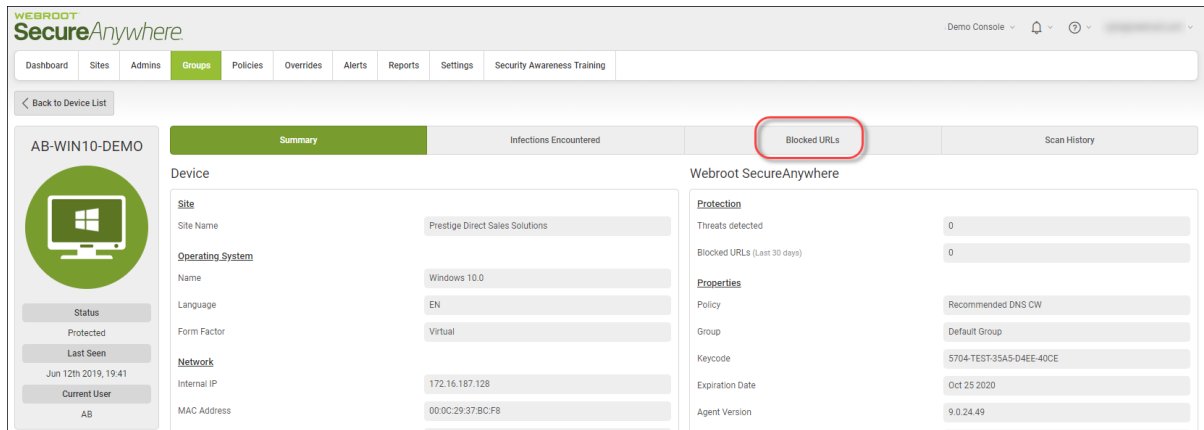 WEBROOT
SecureAnywhere.
Demo Console
Dashboard Sites Admins Groups Policies Overrides Alerts Reports Settings Security Awareness Training
Back to Device List
AB-WIN10-DEMO
Status
Protected
Last Seen
Jun 12th 2019, 19:41
Current User
AB
Summary Infections Encountered Blocked URLs Scan History
Device
Site
Site Name Prestige Direct Sales Solutions
Operating System
Name Windows 10.0
Language EN
Form Factor Virtual
Network
Internal IP 172.16.187.128
MAC Address 00:0C:29:37:BC:F8
Webroot SecureAnywhere
Protection
Threats detected 0
Blocked URLs (Last 30 days) 0
Properties
Policy Recommended DNS CW
Group Default Group
Keycode 5704-TEST-35A5-D4EE-40CE
Expiration Date Oct 25 2020
Agent Version 9.0.24.49